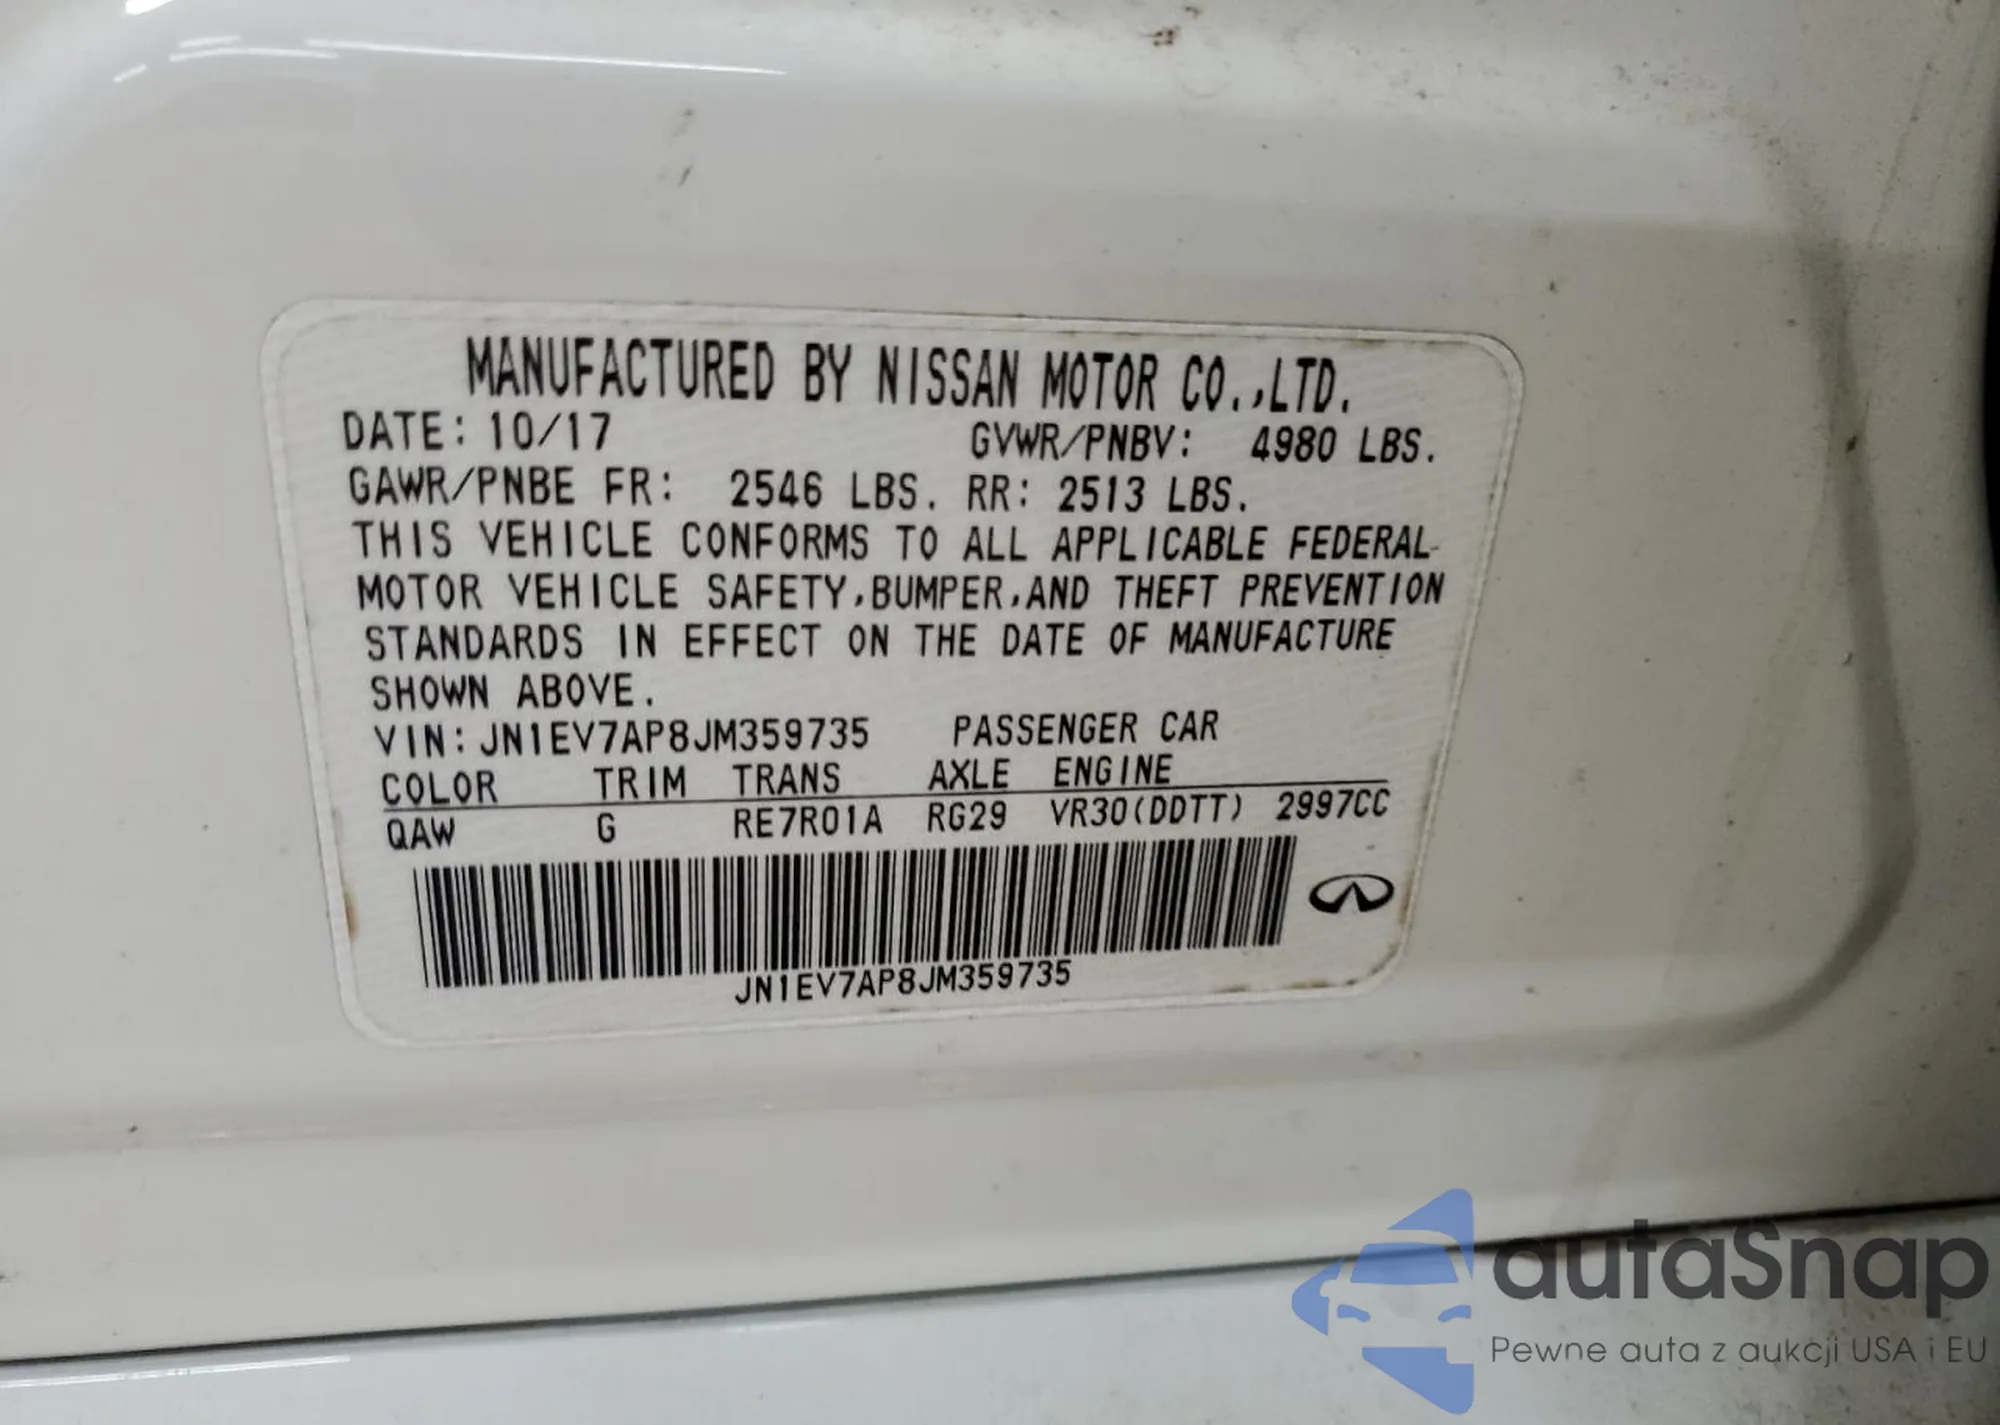 MANUFACTURED BY NISSAN MOTOR CO.,LTD.
DATE: 10/17 GVWR/PNBV: 4980 LBS.
GAWR/PNBE FR: 2546 LBS. RR: 2513 LBS.
THIS VEHICLE CONFORMS TO ALL APPLICABLE FEDERAL
MOTOR VEHICLE SAFETY,BUMPER,AND THEFT PREVENTION
STANDARDS IN EFFECT ON THE DATE OF MANUFACTURE
SHOWN ABOVE.
VIN: JN1EV7AP8JM359735 PASSENGER CAR
COLOR TRIM TRANS AXLE ENGINE
QAW G RE7R01A RG29 VR30(DDTT) 2997CC
JN1EV7AP8JM359735
autaSnap
Pewne auta z aukcji USA i EU